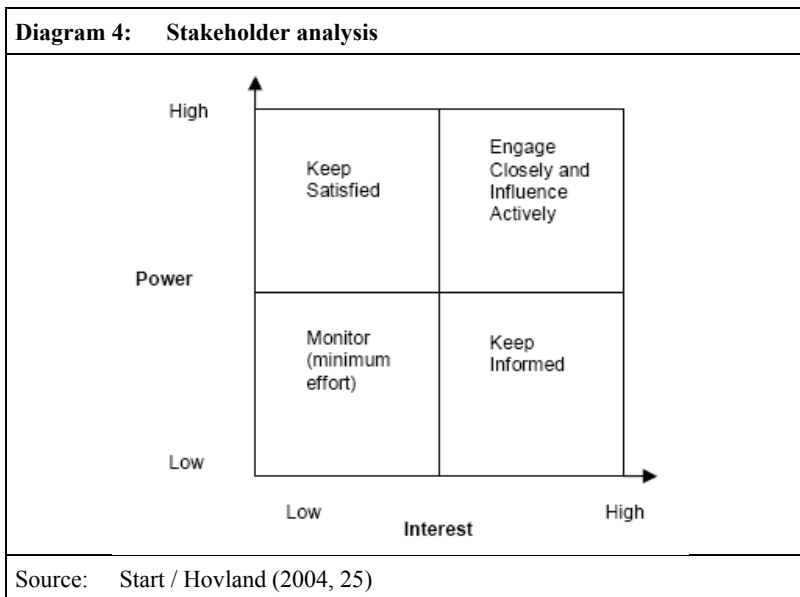 Diagram 4: Stakeholder analysis
High
Keep
Satisfied
Engage
Closely and
Influence
Actively
Power
Monitor
(minimum
effort)
Keep
Informed
Low
Low
High
Interest
Source: Start / Hovland (2004, 25)